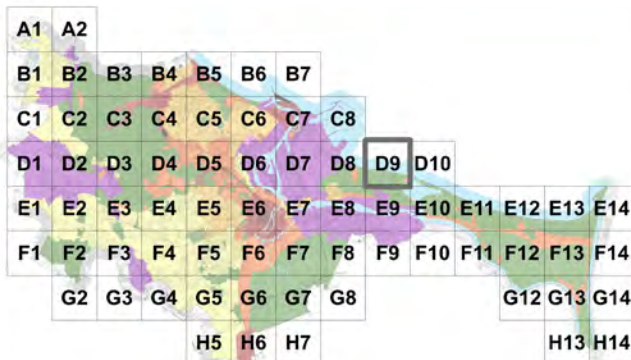 A1 A2
B1 B2 B3 B4 B5 B6 B7
C1 C2 C3 C4 C5 C6 C7 C8
D1 D2 D3 D4 D5 D6 D7 D8 D9 D10
E1 E2 E3 E4 E5 E6 E7 E8 E9 E10 E11 E12 E13 E14
F1 F2 F3 F4 F5 F6 F7 F8 F9 F10 F11 F12 F13 F14
G2 G3 G4 G5 G6 G7 G8 G12 G13 G14
H5 H6 H7 H13 H14